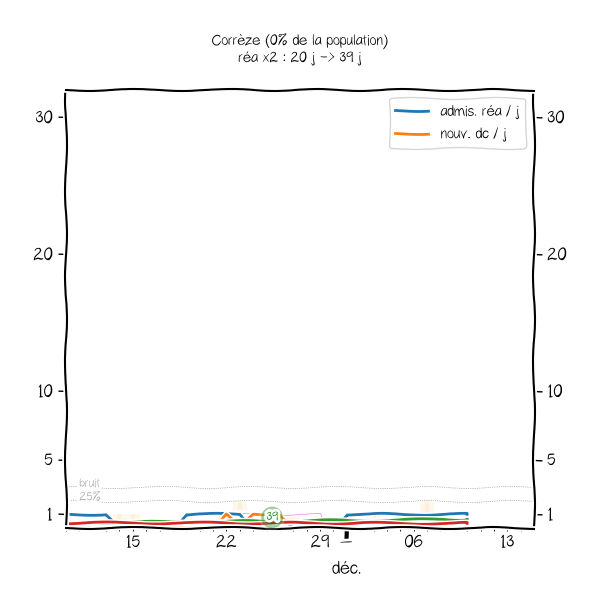 Corrèze (0% de la population)
réa x2 : 20 j -> 39 j
admis. réa / j
nouv. dc / j
30
30
20
20
10
10
5
5
bruit
25%
1
39
1
15
22
29
06
13
déc.